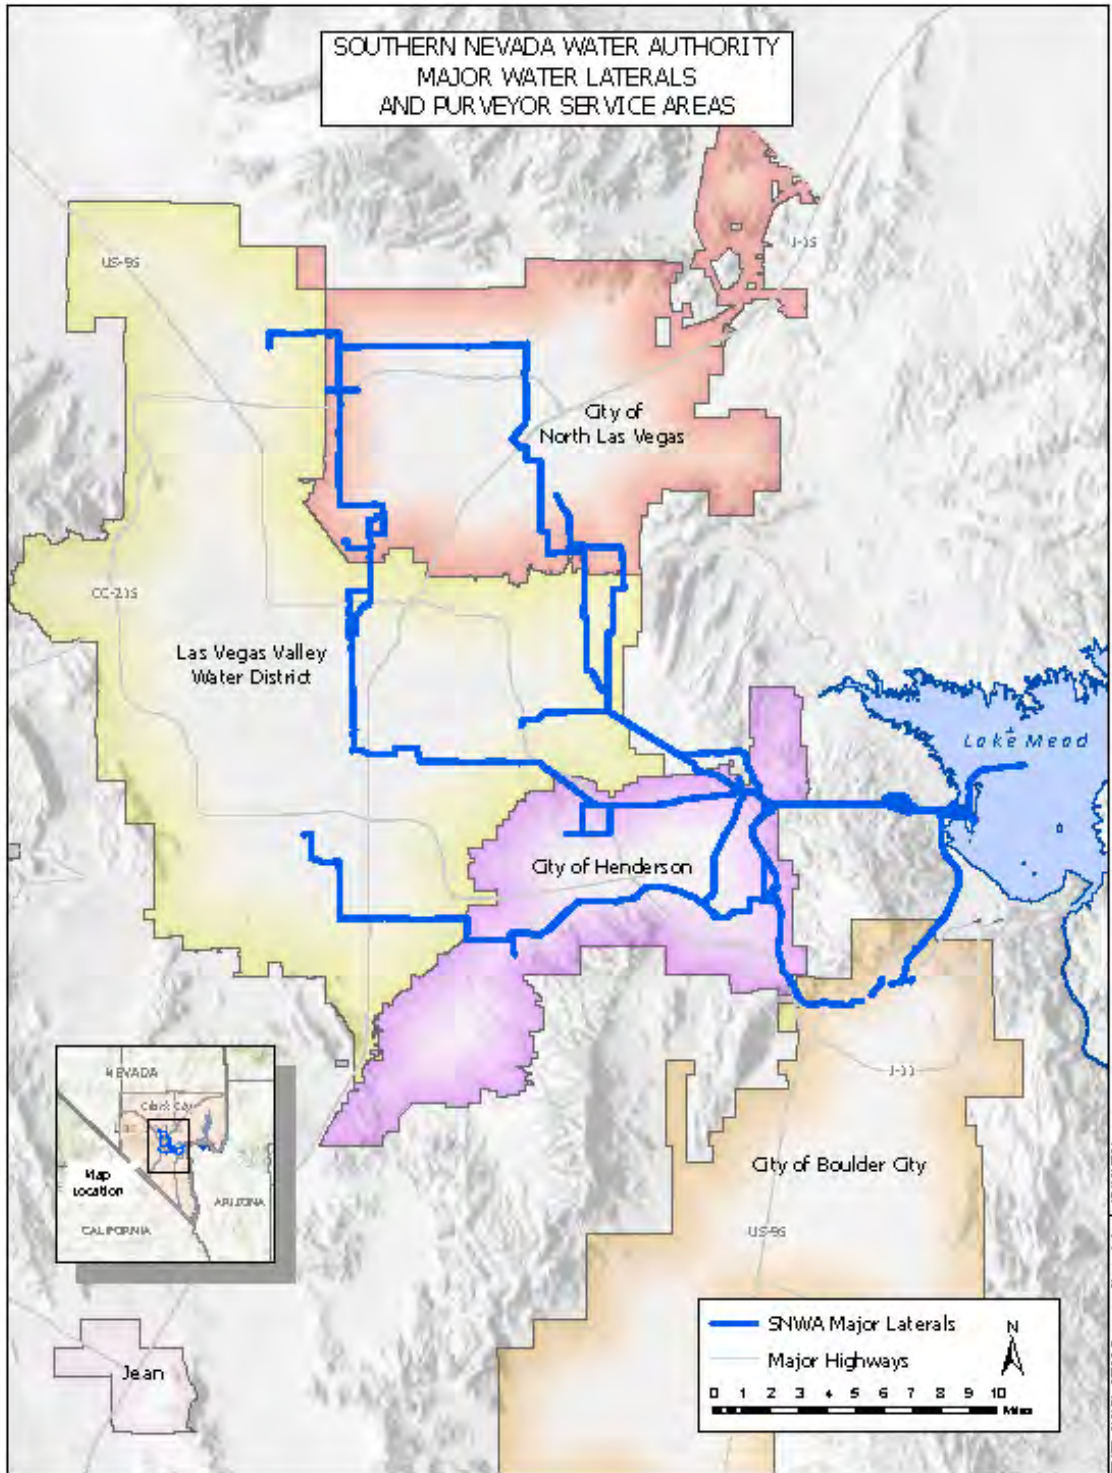 SOUTHERN NEVADA WATER AUTHORITY
MAJOR WATER LATERALS
AND PURVEYOR SERVICE AREAS
I-15
US-95
City of
North Las Vegas
CC-215
Las Vegas Valley
Water District
Lake Mead
City of Henderson
I-11
NEVADA
Clark Co
Map
Location
ARIZONA
CALIFORNIA
City of Boulder City
US-95
SNWA Major Laterals
N
Major Highways
0 1 2 3 4 5 6 7 8 9 10
Miles
Jean